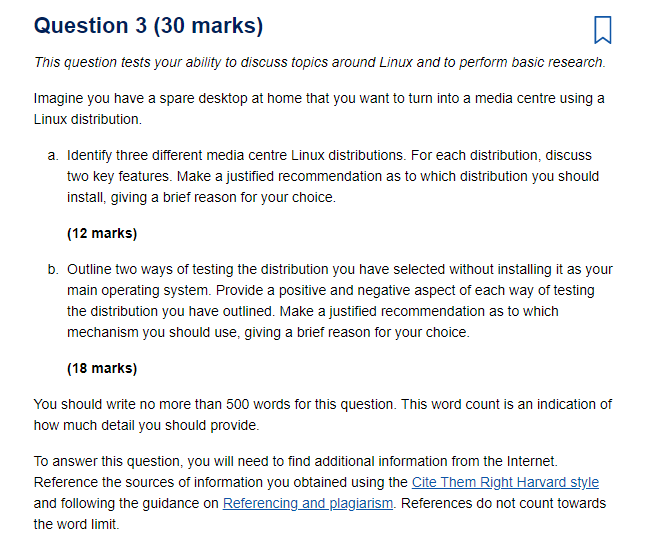 Question 3 (30 marks)
This question tests your ability to discuss topics around Linux and to perform basic research.
Imagine you have a spare desktop at home that you want to turn into a media centre using a
Linux distribution.
a. Identify three different media centre Linux distributions. For each distribution, discuss
two key features. Make a justified recommendation as to which distribution you should
install, giving a brief reason for your choice.
(12 marks)
b. Outline two ways of testing the distribution you have selected without installing it as your
main operating system. Provide a positive and negative aspect of each way of testing
the distribution you have outlined. Make a justified recommendation as to which
mechanism you should use, giving a brief reason for your choice.
(18 marks)
You should write no more than 500 words for this question. This word count is an indication of
how much detail you should provide.
To answer this question, you will need to find additional information from the Internet.
Reference the sources of information you obtained using the Cite Them Right Harvard style
and following the guidance on Referencing and plagiarism. References do not count towards
the word limit.